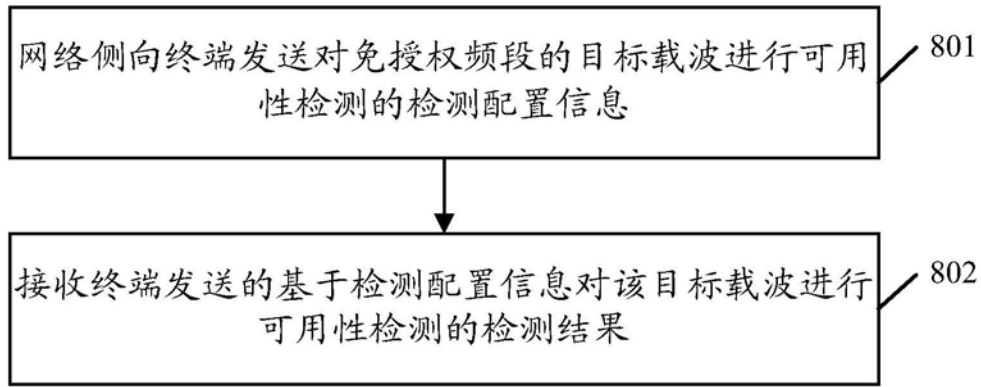 网络侧向终端发送对免授权频段的目标载波进行可用
性检测的检测配置信息
801
接收终端发送的基于检测配置信息对该目标载波进行
可用性检测的检测结果
802